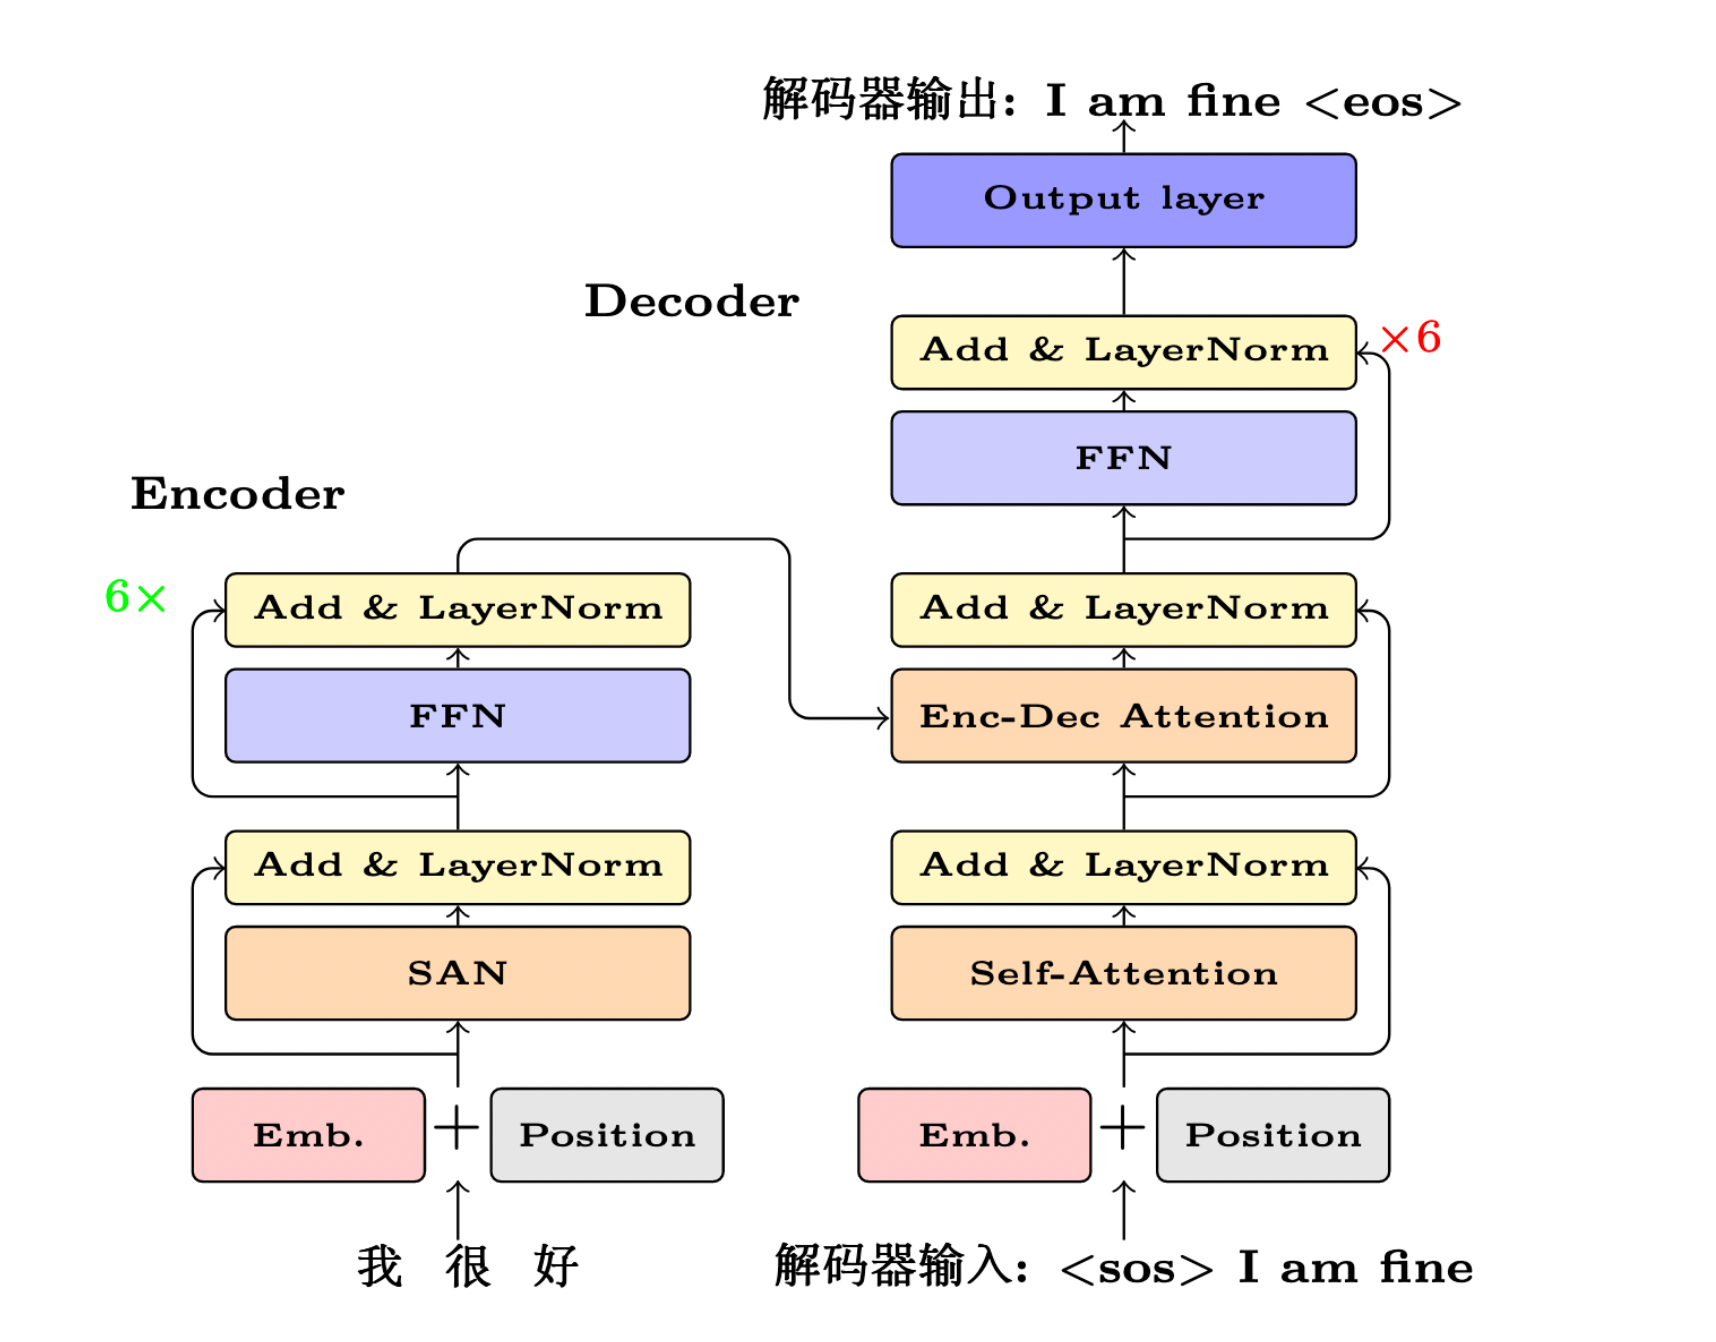 解码器输出: I am fine <eos>
Output layer
Decoder
Add & LayerNorm
×6
FFN
Encoder
6×
Add & LayerNorm
Add & LayerNorm
FFN
Enc-Dec Attention
Add & LayerNorm
Add & LayerNorm
SAN
Self-Attention
Emb.
+
Position
Emb.
+
Position
我 很 好
解码器输入: <sos> I am fine